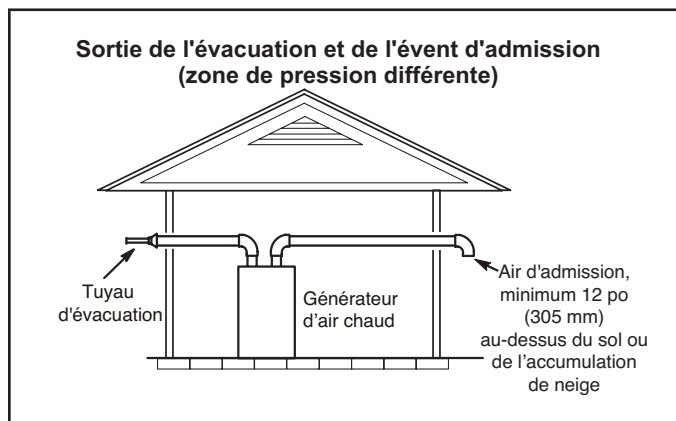 Sortie de l'évacuation et de l'évent d'admission
(zone de pression différente)
Tuyau
d'évacuation
Générateur
d'air chaud
Air d'admission,
minimum 12 po
(305 mm)
au-dessus du sol ou
de l'accumulation
de neige